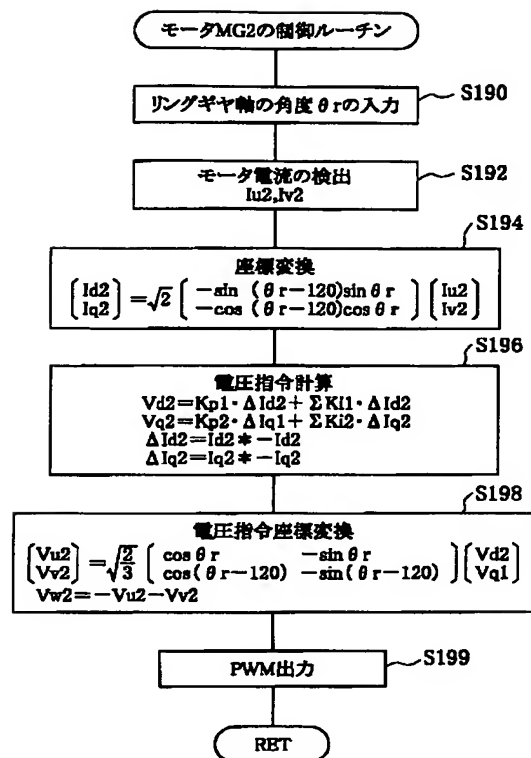 モータMG2の制御ルーチン
リングギヤ軸の角度θrの入力
S190
モータ電流の検出
Iu2,Iv2
S192
座標変換
S194
[Id2] =√2 [−sin (θr−120)sinθr] [Iu2]
[Iq2] [−cos (θr−120)cosθr] [Iv2]
電圧指令計算
S196
Vd2=Kp1・ΔId2+ΣKi1・ΔId2
Vq2=Kp2・ΔIq1+ΣKi2・ΔIq2
ΔId2=Id2*−Id2
ΔIq2=Iq2*−Iq2
電圧指令座標変換
S198
[Vu2] =√2/3 [cosθr −sinθr] [Vd2]
[Vv2] [cos(θr−120) −sin(θr−120)] [Vq1]
Vw2=−Vu2−Vv2
PWM出力
S199
RET